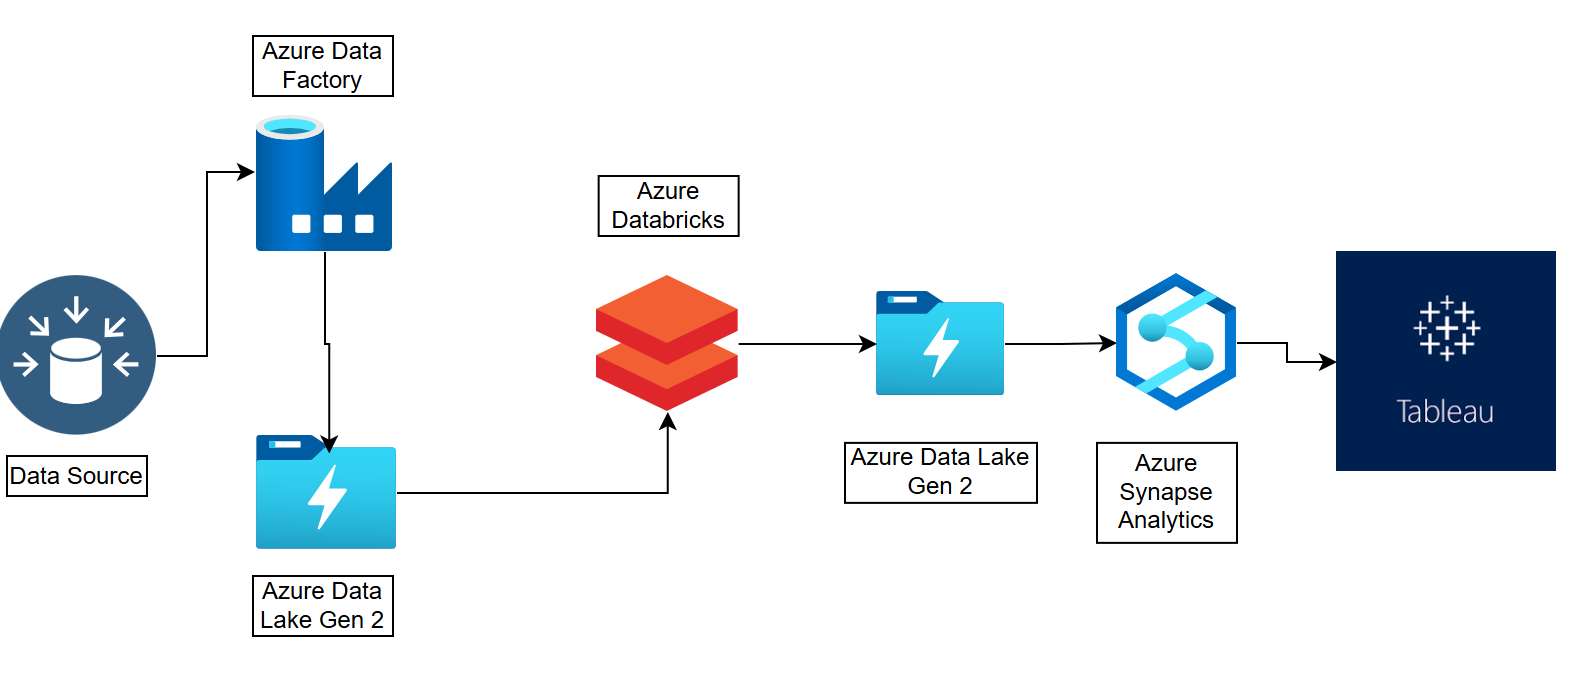 Azure Data
Factory
Azure
Databricks
Tableau
Data Source
Azure Data Lake
Gen 2
Azure
Synapse
Analytics
Azure Data
Lake Gen 2